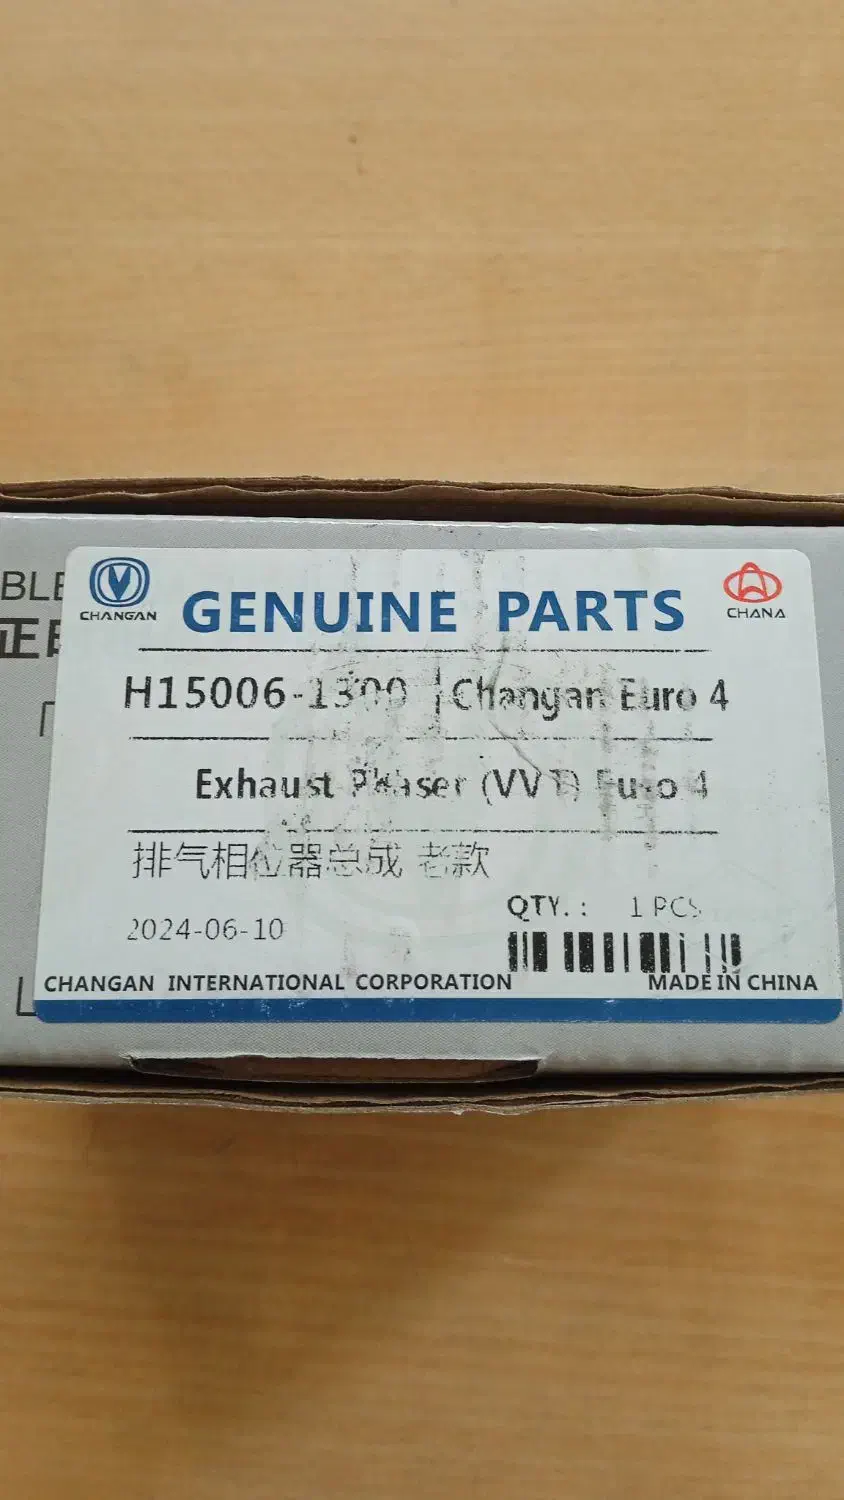 CHANGAN
GENUINE PARTS
CHANA
H15006-1300 Changan Euro 4
Exhaust Phaser (VVT) Euro 4
排气相位器总成 老款
QTY.: 1 PCS
2024-06-10
CHANGAN INTERNATIONAL CORPORATION MADE IN CHINA